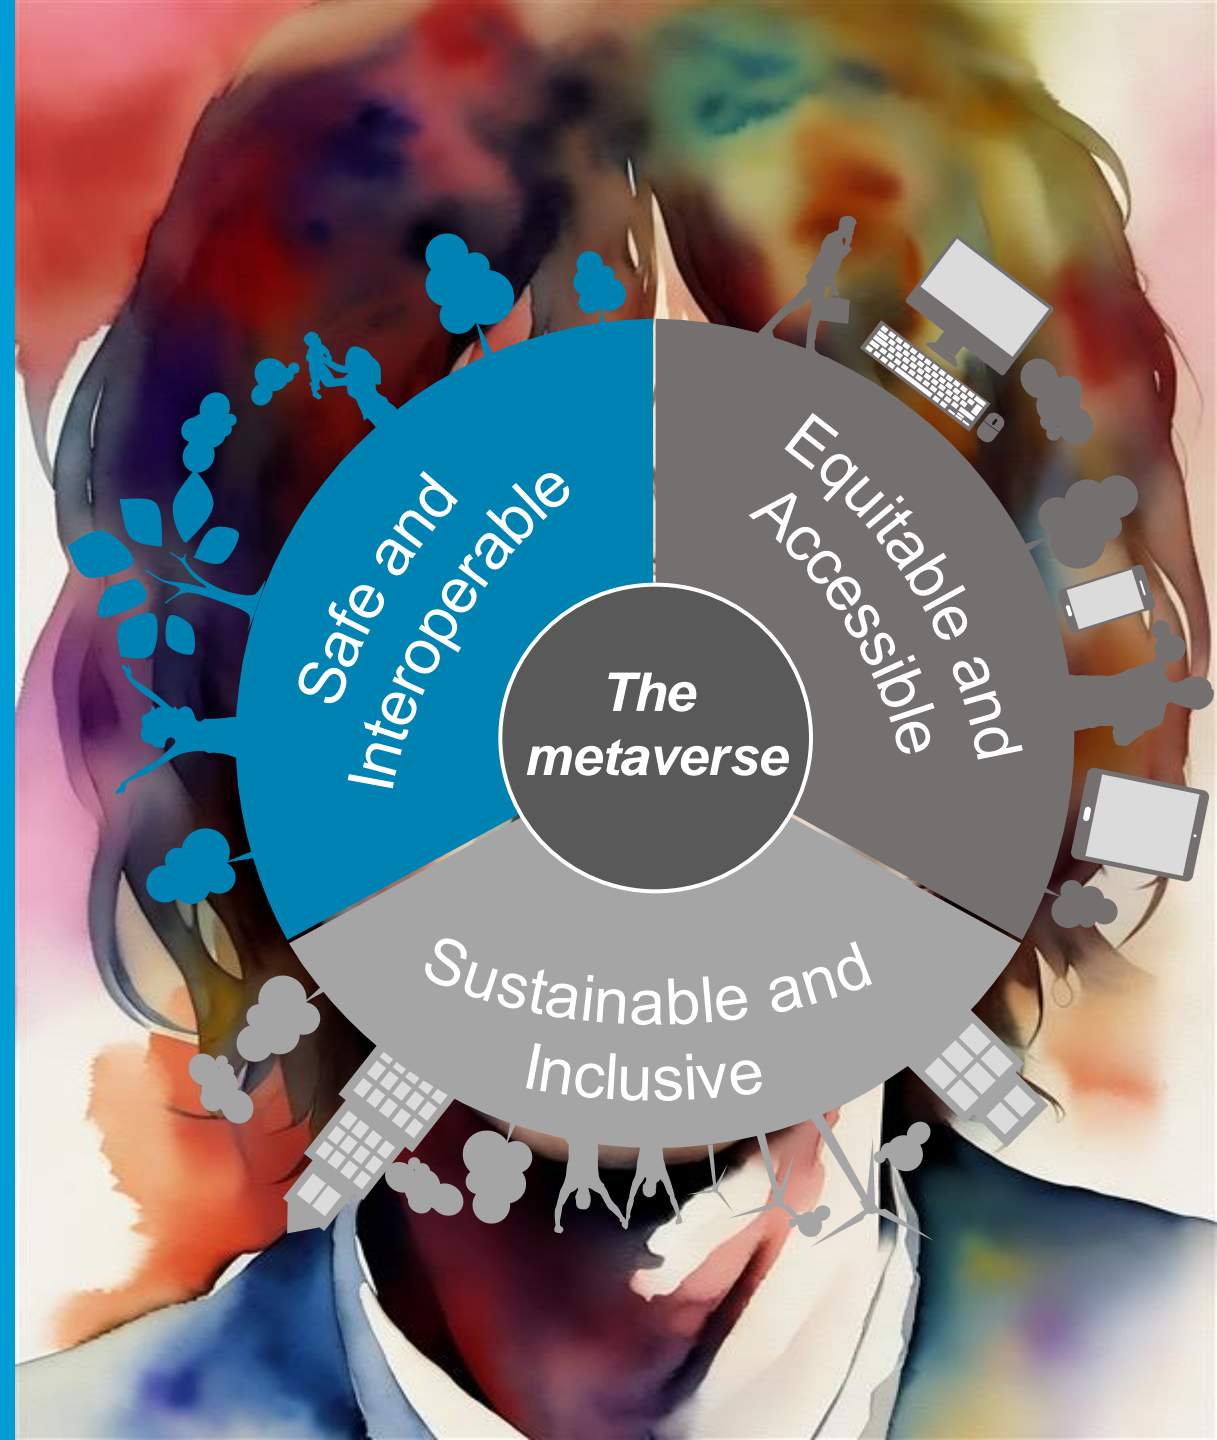 Safe and
Interoperable
Equitable and
Accessible
The
metaverse
Sustainable and
Inclusive